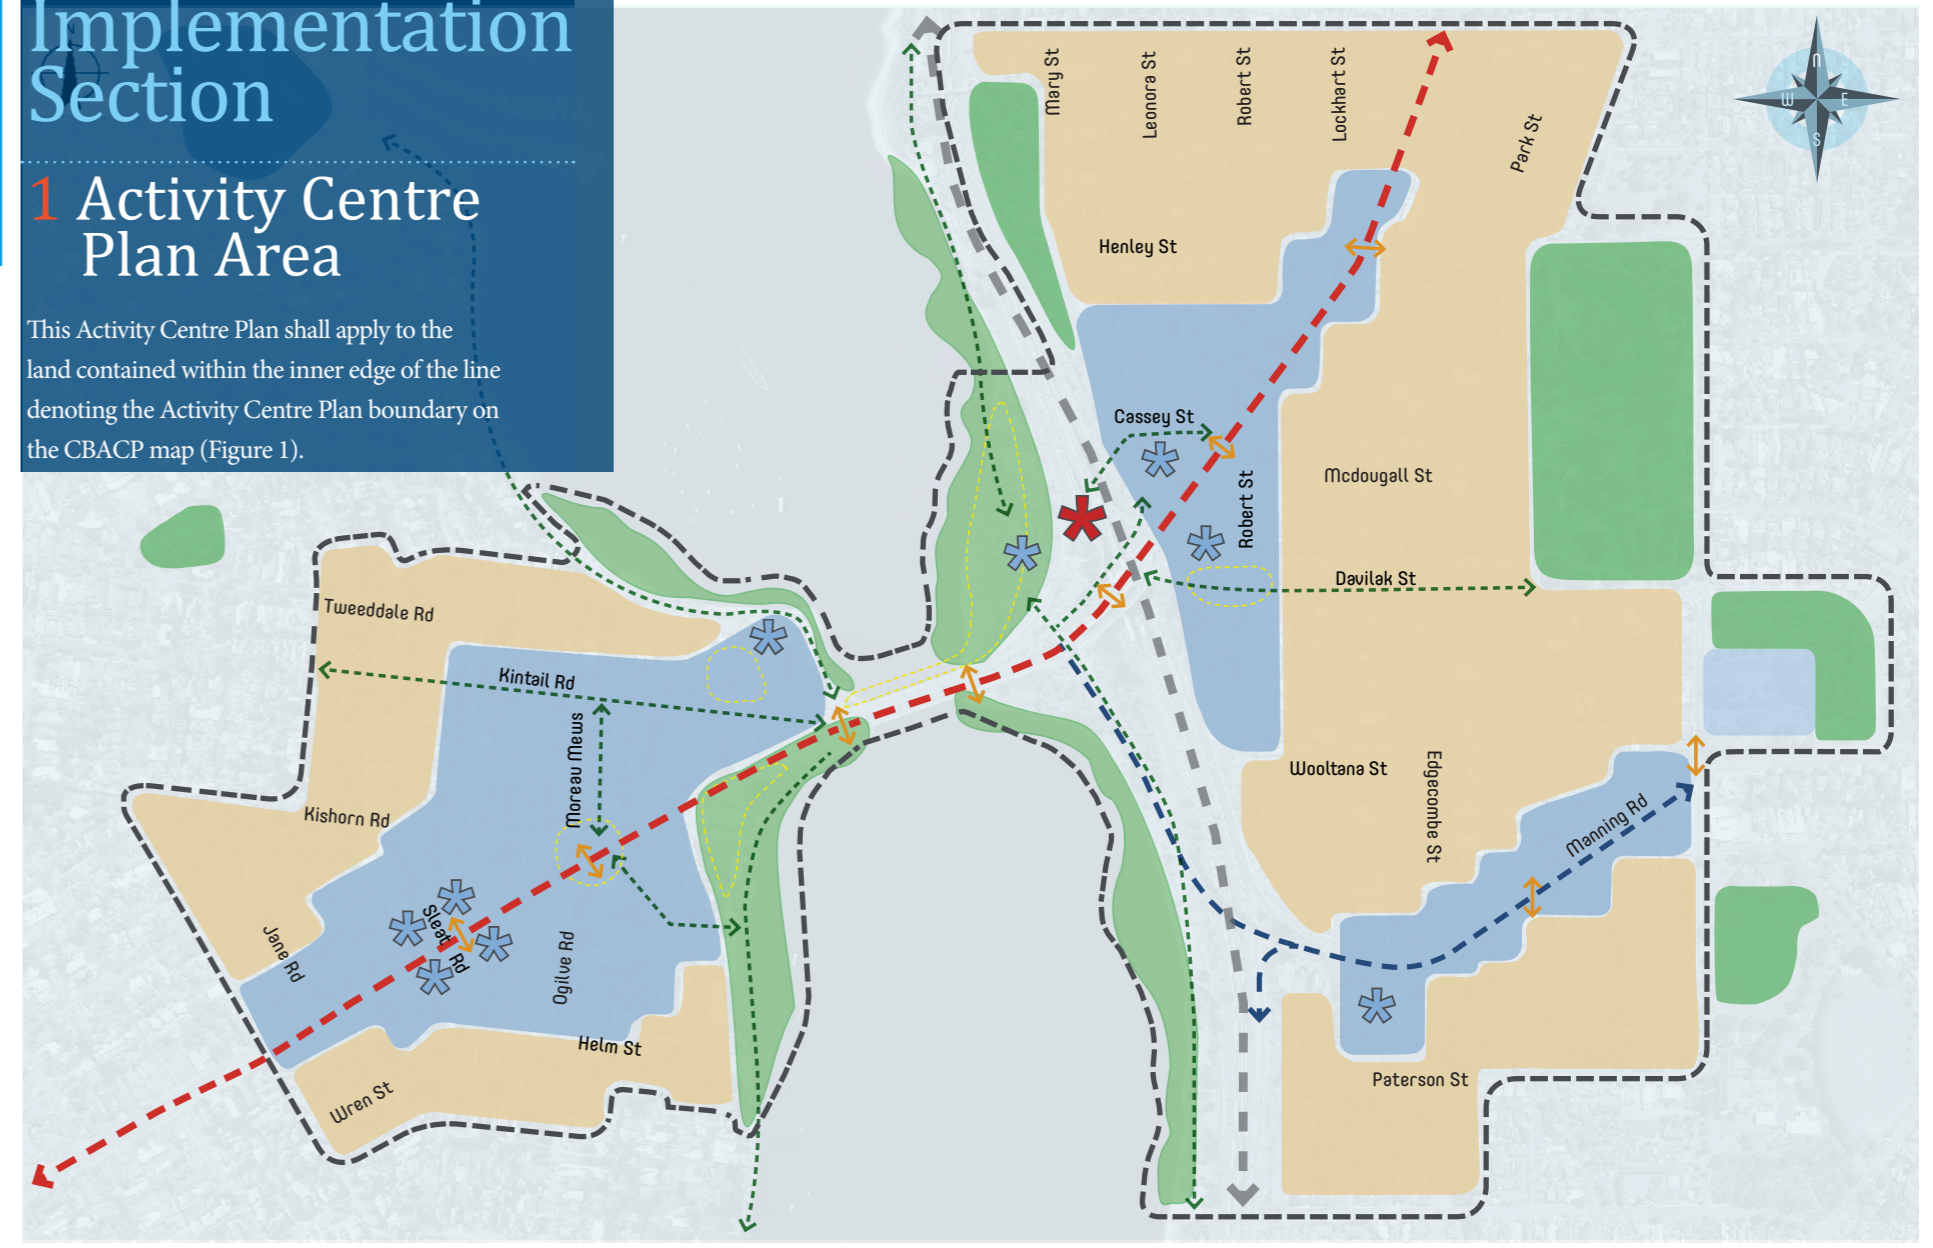 Implementation
Section
1 Activity Centre
Plan Area
This Activity Centre Plan shall apply to the
land contained within the inner edge of the line
denoting the Activity Centre Plan boundary on
the CBACP map (Figure 1).
Mary St
Leonora St
Robert St
Lockhart St
Park St
N
W
E
S
Henley St
Cassey St
Robert St
Mcdougall St
Davilak St
Tweeddale Rd
Kintail Rd
Moreau Mews
Wooltana St
Edgecombe St
Manning Rd
Kishorn Rd
Jane Rd
Sleat Rd
Ogilve Rd
Helm St
Wren St
Paterson St